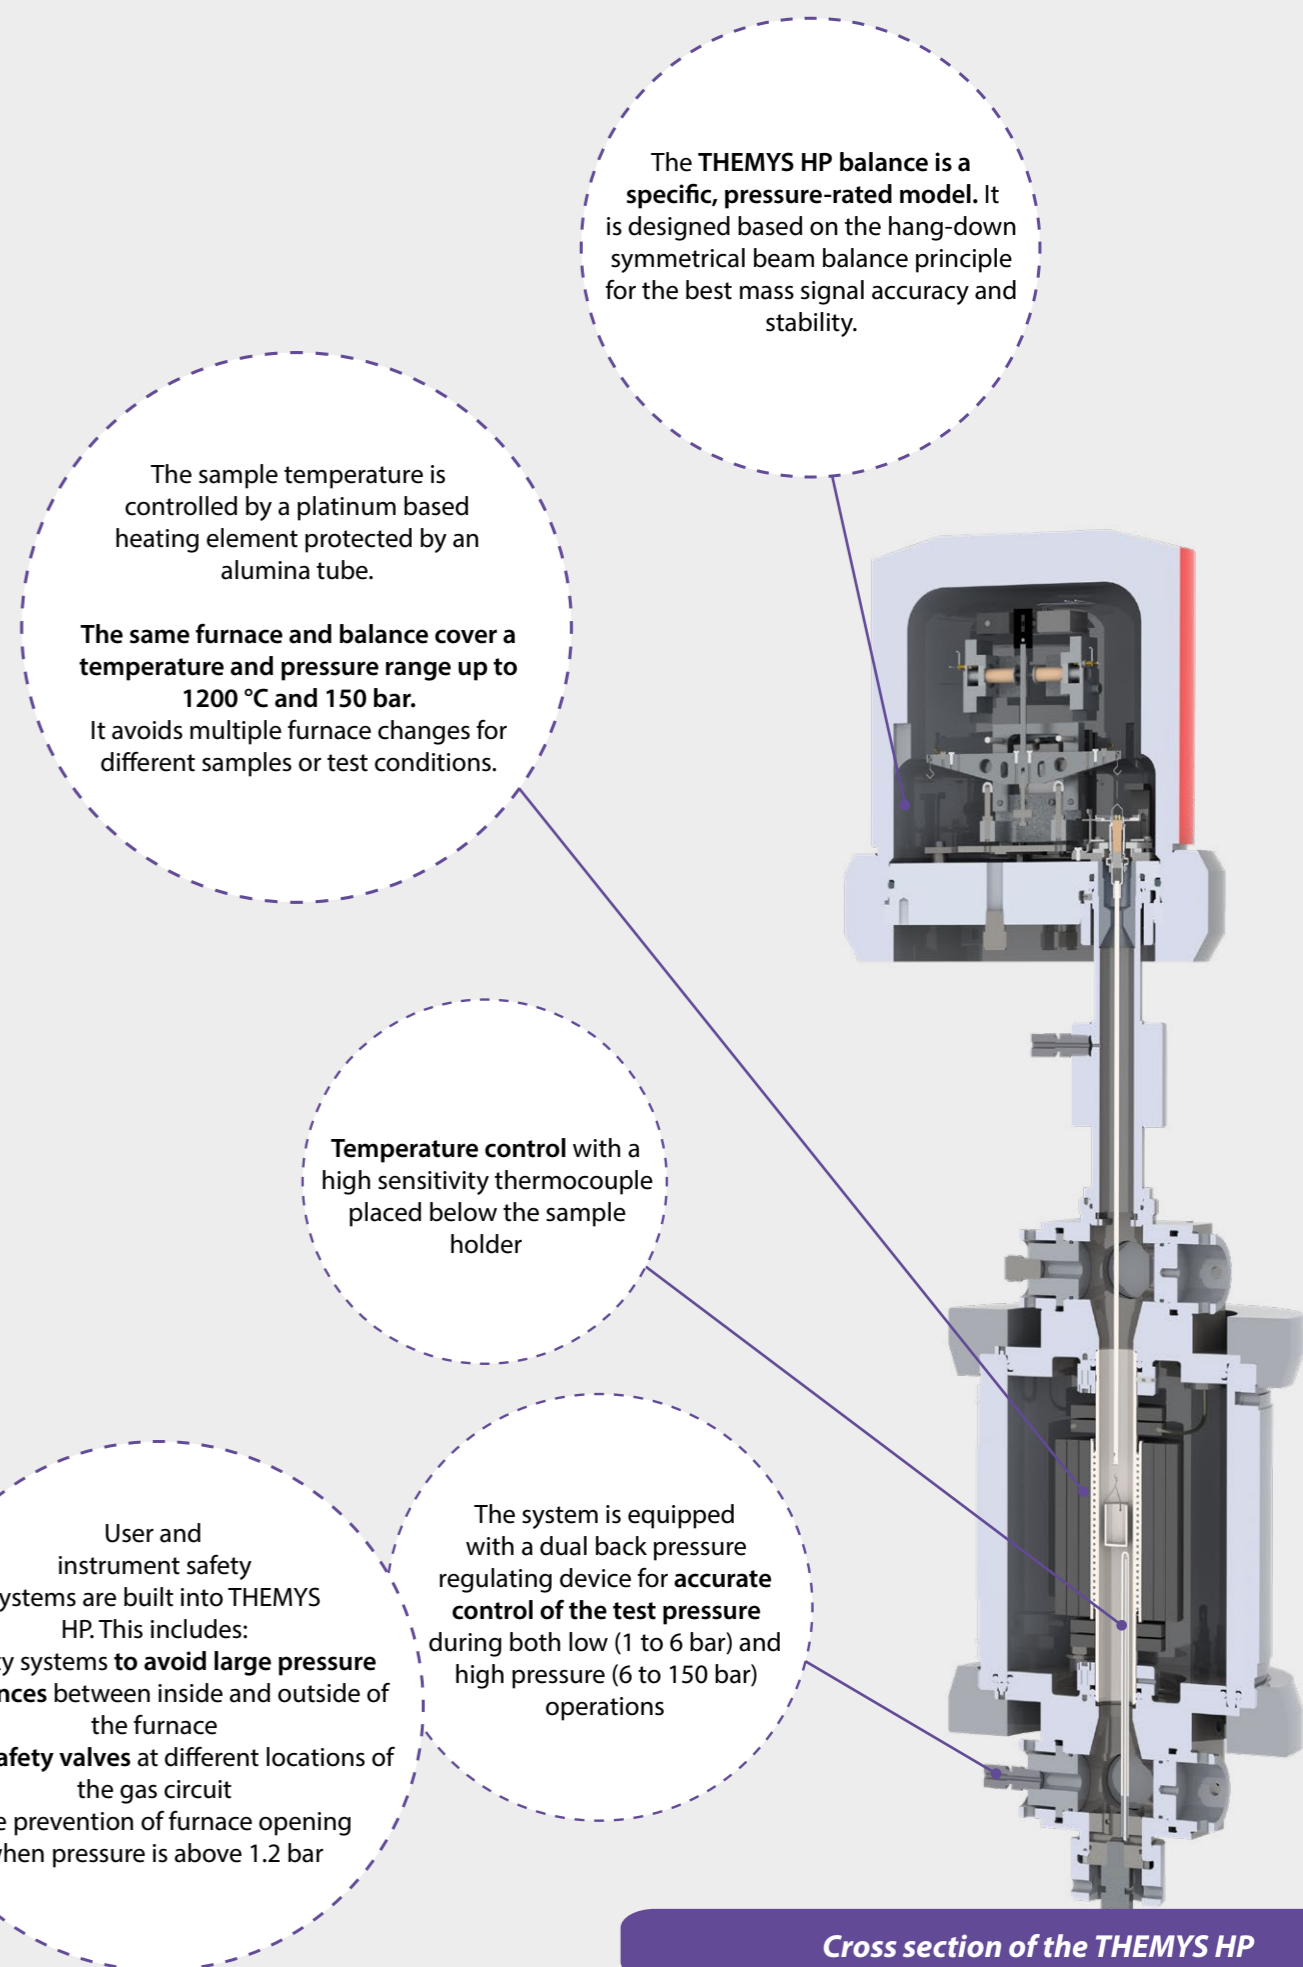 The THEMYS HP balance is a
specific, pressure-rated model. It
is designed based on the hang-down
symmetrical beam balance principle
for the best mass signal accuracy and
stability.
The sample temperature is
controlled by a platinum based
heating element protected by an
alumina tube.
The same furnace and balance cover a
temperature and pressure range up to
1200 °C and 150 bar.
It avoids multiple furnace changes for
different samples or test conditions.
Temperature control with a
high sensitivity thermocouple
placed below the sample
holder
The system is equipped
with a dual back pressure
regulating device for accurate
control of the test pressure
during both low (1 to 6 bar) and
high pressure (6 to 150 bar)
operations
User and
instrument safety
are built into THEMYS
HP. This includes:
systems to avoid large pressure
between inside and outside of
the furnace
valves at different locations of
the gas circuit
prevention of furnace opening
pressure is above 1.2 bar
Cross section of the THEMYS HP